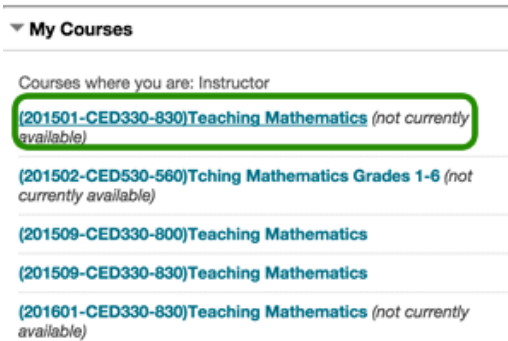 My Courses
Courses where you are: Instructor
(201501-CED330-830)Teaching Mathematics (not currently
available)
(201502-CED530-560)Tching Mathematics Grades 1-6 (not
currently available)
(201509-CED330-800)Teaching Mathematics
(201509-CED330-830)Teaching Mathematics
(201601-CED330-830)Teaching Mathematics (not currently
available)